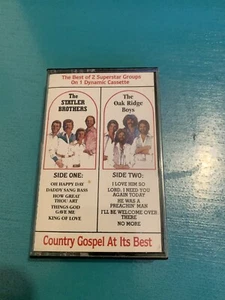 The Best of 2 Superstar Groups
On 1 Dynamic Cassette
The
STATLER
BROTHERS
The
Oak Ridge
Boys
SIDE ONE:
OH HAPPY DAY
DADDY SANG BASS
HOW GREAT
THOU ART
THINGS GOD
GAVE ME
KING OF LOVE
SIDE TWO:
I LOVE HIM SO
LORD, I NEED YOU
AGAIN TODAY
HE WAS A
PREACHIN' MAN
I'LL BE WELCOME OVER
THERE
NO MORE
Country Gospel At Its Best